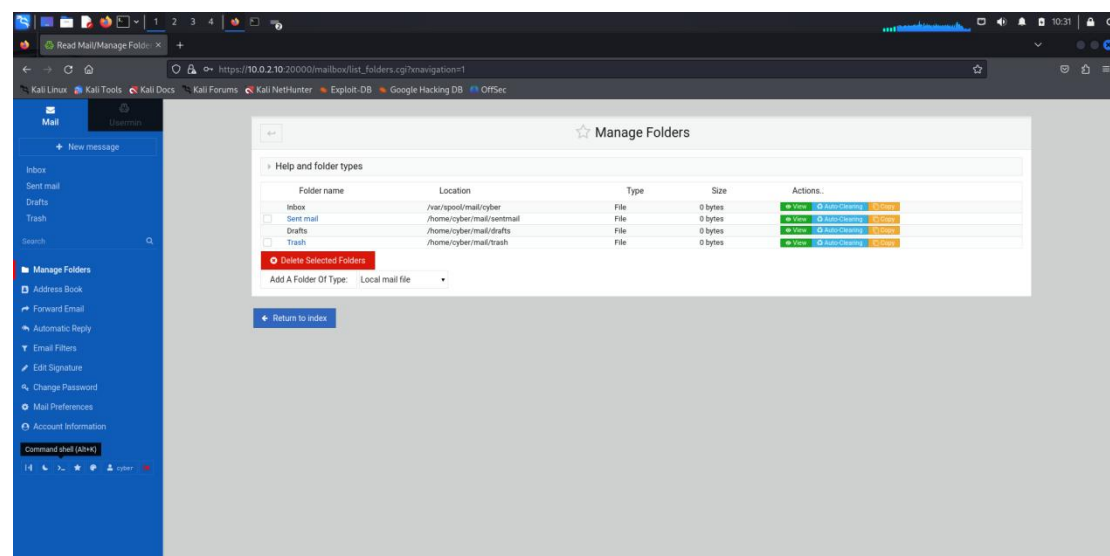 1 2 3 4 10:31
Read Mail/Manage Folder × +
https://10.0.2.10:20000/mailbox/list_folders.cgi?xnavigation=1
Kali Linux Kali Tools Kali Docs Kali Forums Kali NetHunter Exploit-DB Google Hacking DB OffSec
Mail Usermin
+ New message
Inbox
Sent mail
Drafts
Trash
Search
Manage Folders
Address Book
Forward Email
Automatic Reply
Email Filters
Edit Signature
Change Password
Mail Preferences
Account Information
Command shell (Alt+K)
cyber
Manage Folders
Help and folder types
Folder name Location Type Size Actions..
Inbox /var/spool/mail/cyber File 0 bytes View Auto-Clearing Copy
Sent mail /home/cyber/mail/sentmail File 0 bytes View Auto-Clearing Copy
Drafts /home/cyber/mail/drafts File 0 bytes View Auto-Clearing Copy
Trash /home/cyber/mail/trash File 0 bytes View Auto-Clearing Copy
Delete Selected Folders
Add A Folder Of Type: Local mail file
Return to index